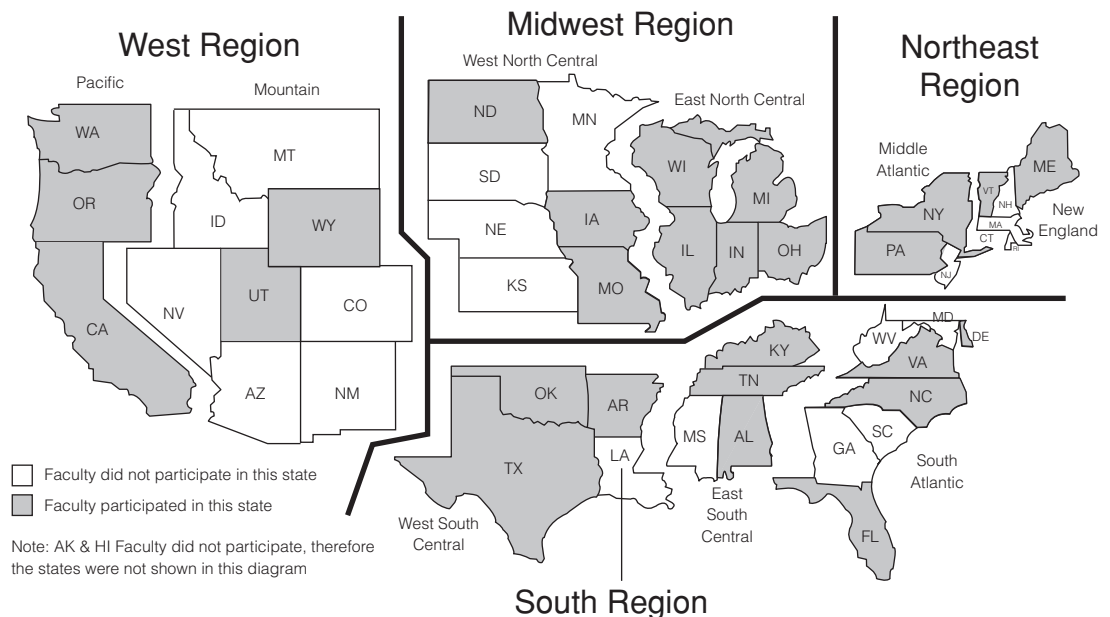 West Region
Pacific
Mountain
WA
OR
CA
MT
ID
WY
NV
UT
CO
AZ
NM
Midwest Region
West North Central
East North Central
ND
MN
SD
NE
KS
IA
MO
WI
MI
IL
IN
OH
Northeast
Region
Middle
Atlantic
New
England
NY
PA
NJ
VT
NH
ME
MA
CT
RI
OK
TX
AR
LA
West South
Central
KY
TN
MS
AL
East
South
Central
MD
WV
DE
VA
NC
SC
GA
FL
South
Atlantic
South Region
Faculty did not participate in this state
Faculty participated in this state
Note: AK & HI Faculty did not participate, therefore
the states were not shown in this diagram